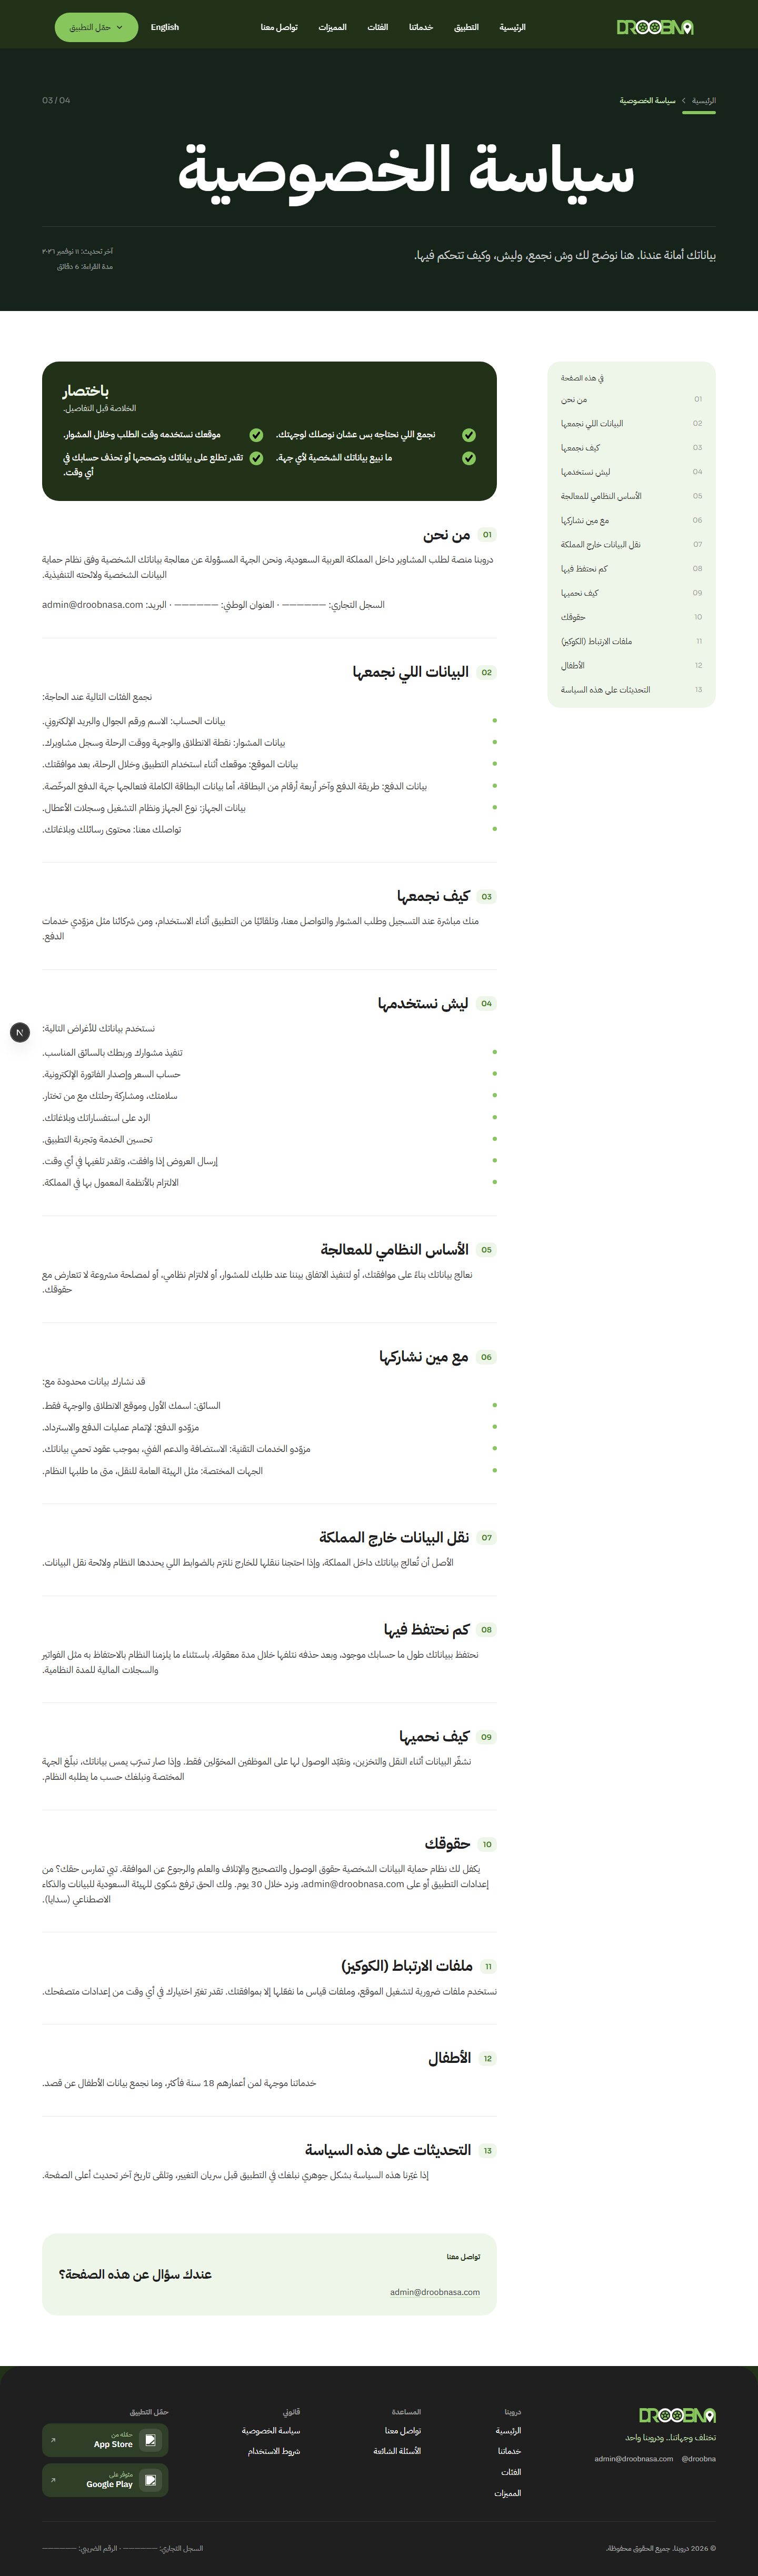 DROOBNA
الرئيسية
التطبيق
خدماتنا
الفئات
المميزات
تواصل معنا
English
حمّل التطبيق
الرئيسية
سياسة الخصوصية
03 / 04
سياسة الخصوصية
بياناتك أمانة عندنا. هنا نوضح لك وش نجمع، وليش، وكيف تتحكم فيها.
آخر تحديث: ١١ نوفمبر ٢٠٢٦
مدة القراءة: 6 دقائق
في هذه الصفحة
01 من نحن
02 البيانات اللي نجمعها
03 كيف نجمعها
04 ليش نستخدمها
05 الأساس النظامي للمعالجة
06 مع مين نشاركها
07 نقل البيانات خارج المملكة
08 كم نحتفظ فيها
09 كيف نحميها
10 حقوقك
11 ملفات الارتباط (الكوكيز)
12 الأطفال
13 التحديثات على هذه السياسة
باختصار
الخلاصة قبل التفاصيل.
نجمع اللي نحتاجه بس عشان نوصلك لوجهتك.
موقعك نستخدمه وقت الطلب وخلال المشوار.
ما نبيع بياناتك الشخصية لأي جهة.
تقدر تطلع على بياناتك وتصححها أو تحذف حسابك في
أي وقت.
01 من نحن
دروبنا منصة لطلب المشاوير داخل المملكة العربية السعودية، ونحن الجهة المسؤولة عن معالجة بياناتك الشخصية وفق نظام حماية
البيانات الشخصية ولائحته التنفيذية.
السجل التجاري: —————— · العنوان الوطني: —————— · البريد: admin@droobnasa.com
02 البيانات اللي نجمعها
نجمع الفئات التالية عند الحاجة:
بيانات الحساب: الاسم ورقم الجوال والبريد الإلكتروني.
بيانات المشوار: نقطة الانطلاق والوجهة ووقت الرحلة وسجل مشاويرك.
بيانات الموقع: موقعك أثناء استخدام التطبيق وخلال الرحلة، بعد موافقتك.
بيانات الدفع: طريقة الدفع وآخر أربعة أرقام من البطاقة، أما بيانات البطاقة الكاملة فتعالجها جهة الدفع المرخّصة.
بيانات الجهاز: نوع الجهاز ونظام التشغيل وسجلات الأعطال.
تواصلك معنا: محتوى رسائلك وبلاغاتك.
03 كيف نجمعها
منك مباشرة عند التسجيل وطلب المشوار والتواصل معنا، وتلقائيًا من التطبيق أثناء الاستخدام، ومن شركائنا مثل مزوّدي خدمات
الدفع.
04 ليش نستخدمها
نستخدم بياناتك للأغراض التالية:
تنفيذ مشوارك وربطك بالسائق المناسب.
حساب السعر وإصدار الفاتورة الإلكترونية.
سلامتك، ومشاركة رحلتك مع من تختار.
الرد على استفساراتك وبلاغاتك.
تحسين الخدمة وتجربة التطبيق.
إرسال العروض إذا وافقت، وتقدر تلغيها في أي وقت.
الالتزام بالأنظمة المعمول بها في المملكة.
05 الأساس النظامي للمعالجة
نعالج بياناتك بناءً على موافقتك، أو لتنفيذ الاتفاق بيننا عند طلبك للمشوار، أو لالتزام نظامي، أو لمصلحة مشروعة لا تتعارض مع
حقوقك.
06 مع مين نشاركها
قد نشارك بيانات محدودة مع:
السائق: اسمك الأول وموقع الانطلاق والوجهة فقط.
مزوّدو الدفع: لإتمام عمليات الدفع والاسترداد.
مزوّدو الخدمات التقنية: الاستضافة والدعم الفني، بموجب عقود تحمي بياناتك.
الجهات المختصة: مثل الهيئة العامة للنقل، متى ما طلبها النظام.
07 نقل البيانات خارج المملكة
الأصل أن تُعالج بياناتك داخل المملكة، وإذا احتجنا ننقلها للخارج نلتزم بالضوابط اللي يحددها النظام ولائحة نقل البيانات.
08 كم نحتفظ فيها
نحتفظ ببياناتك طول ما حسابك موجود، وبعد حذفه نتلفها خلال مدة معقولة، باستثناء ما يلزمنا النظام بالاحتفاظ به مثل الفواتير
والسجلات المالية للمدة النظامية.
09 كيف نحميها
نشفّر البيانات أثناء النقل والتخزين، ونقيّد الوصول لها على الموظفين المخوّلين فقط. وإذا صار تسرّب يمس بياناتك، نبلّغ الجهة
المختصة ونبلغك حسب ما يطلبه النظام.
10 حقوقك
يكفل لك نظام حماية البيانات الشخصية حقوق الوصول والتصحيح والإتلاف والعلم والرجوع عن الموافقة. تبي تمارس حقك؟ من
إعدادات التطبيق أو على admin@droobnasa.com، ونرد خلال 30 يوم. ولك الحق ترفع شكوى للهيئة السعودية للبيانات والذكاء
الاصطناعي (سدايا).
11 ملفات الارتباط (الكوكيز)
نستخدم ملفات ضرورية لتشغيل الموقع، وملفات قياس ما نفعّلها إلا بموافقتك. تقدر تغيّر اختيارك في أي وقت من إعدادات متصفحك.
12 الأطفال
خدماتنا موجهة لمن أعمارهم 18 سنة فأكثر، وما نجمع بيانات الأطفال عن قصد.
13 التحديثات على هذه السياسة
إذا غيّرنا هذه السياسة بشكل جوهري نبلغك في التطبيق قبل سريان التغيير، وتلقى تاريخ آخر تحديث أعلى الصفحة.
تواصل معنا
عندك سؤال عن هذه الصفحة؟
admin@droobnasa.com
DROOBNA
تختلف وجهاتنا.. ودروبنا واحد
@droobna admin@droobnasa.com
دروبنا
الرئيسية
خدماتنا
الفئات
المميزات
المساعدة
تواصل معنا
الأسئلة الشائعة
قانوني
سياسة الخصوصية
شروط الاستخدام
حمّل التطبيق
حمّله من
App Store
متوفر على
Google Play
© 2026 دروبنا. جميع الحقوق محفوظة.
السجل التجاري: —————— · الرقم الضريبي: ——————